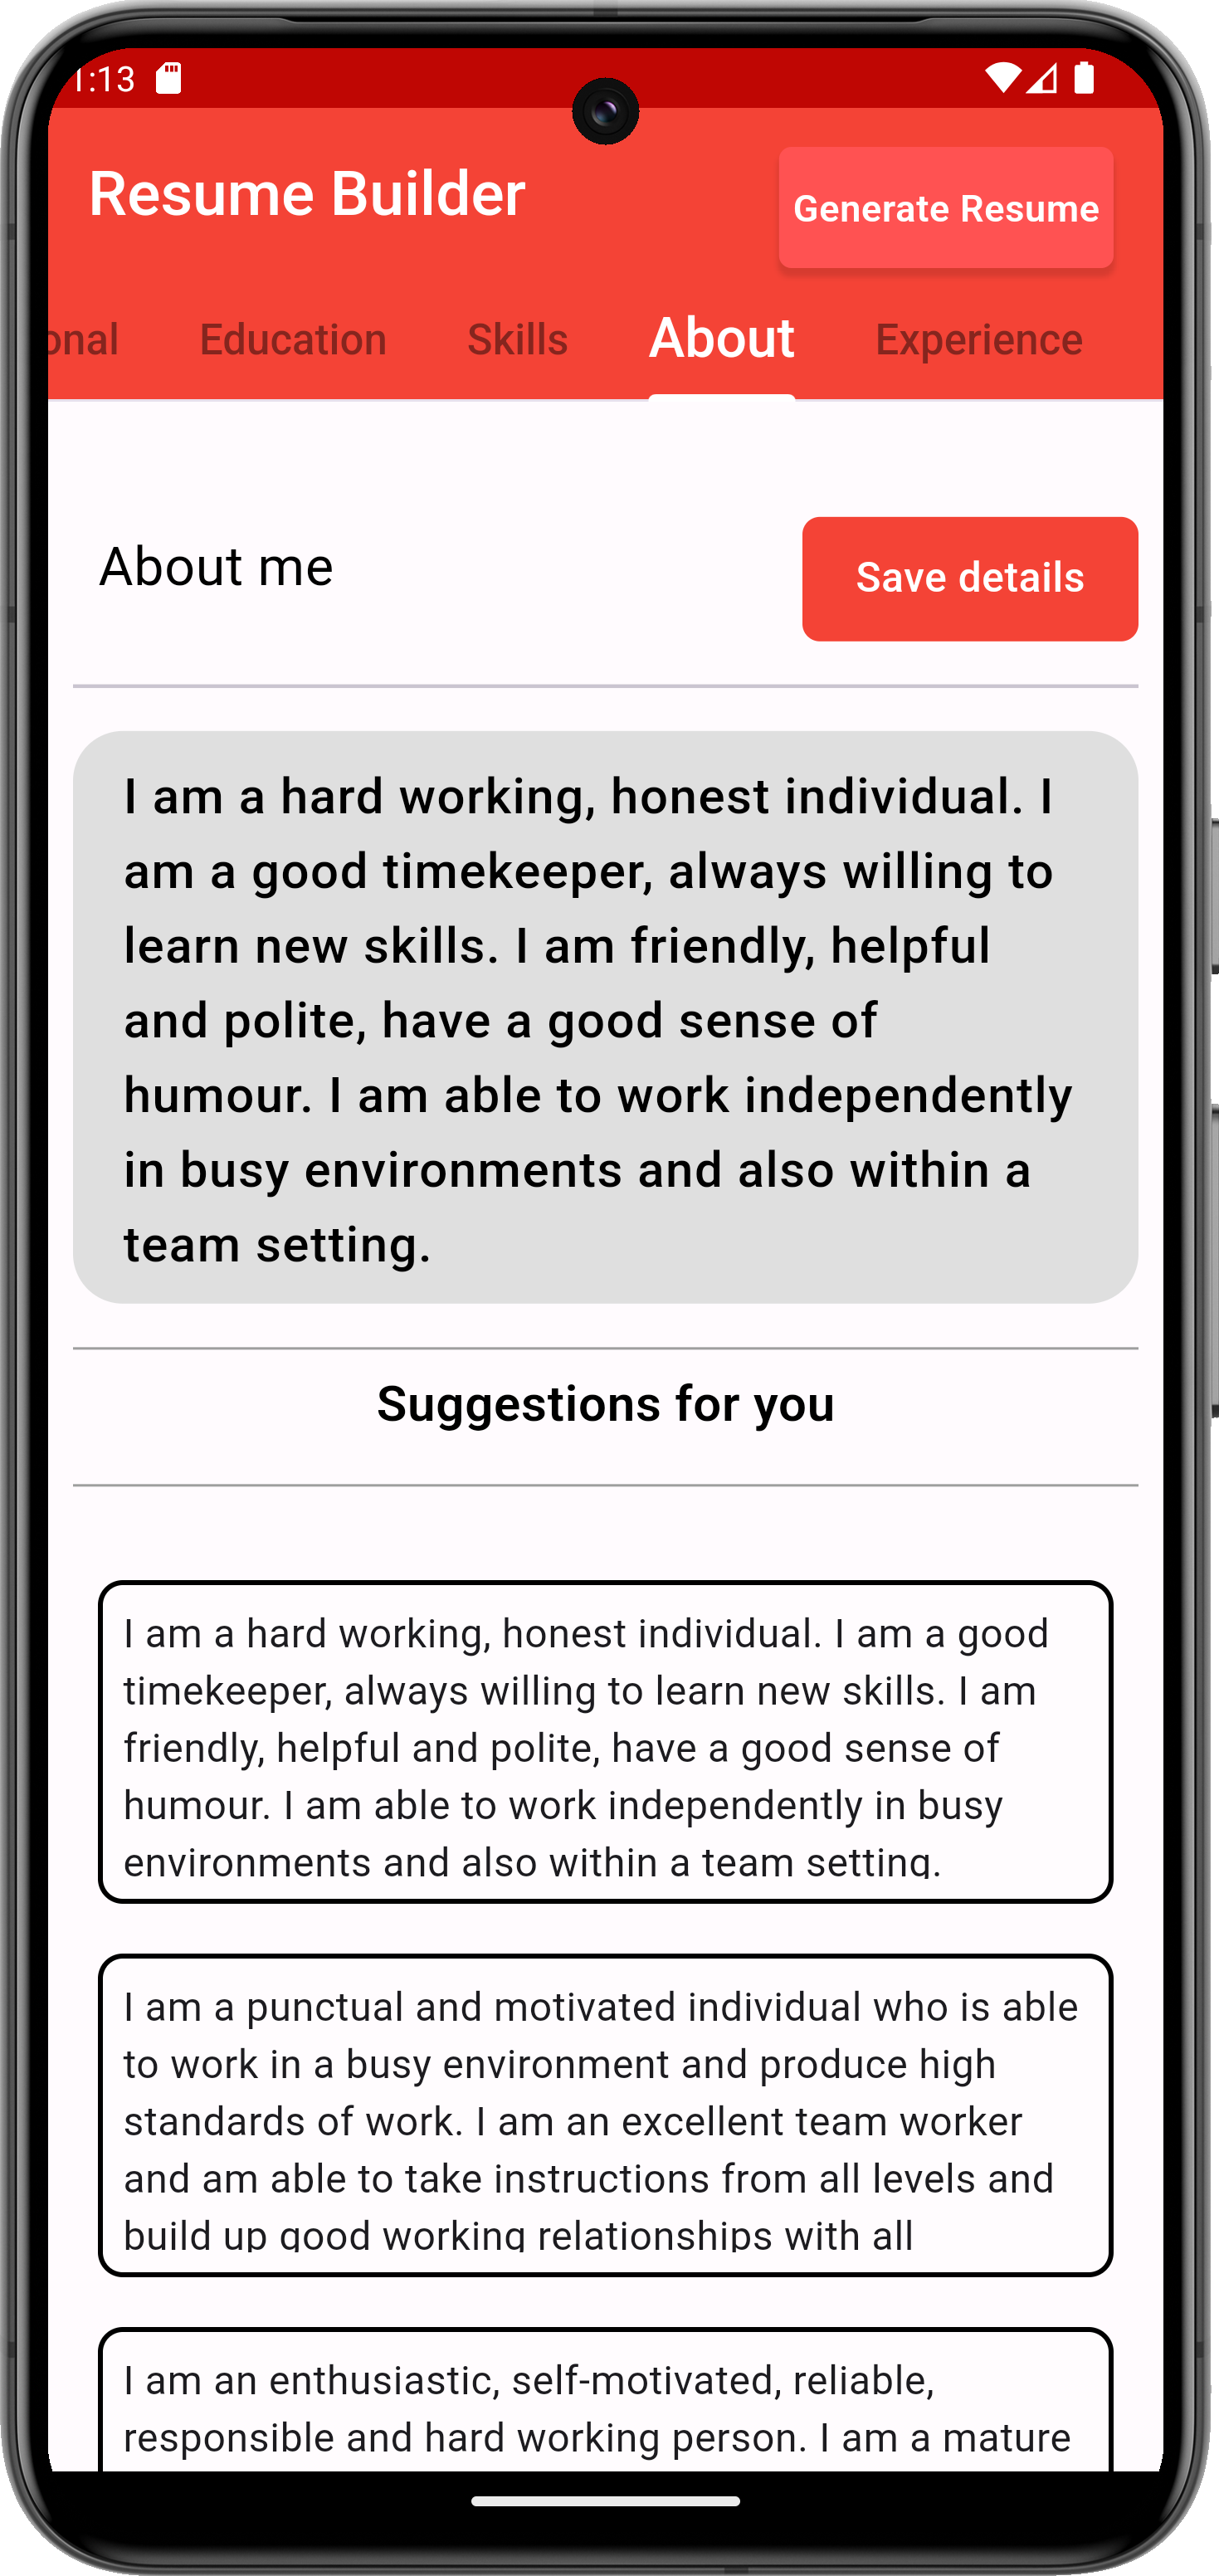 1:13
Resume Builder
Generate Resume
onal Education Skills About Experience
About me
Save details
I am a hard working, honest individual. I
am a good timekeeper, always willing to
learn new skills. I am friendly, helpful
and polite, have a good sense of
humour. I am able to work independently
in busy environments and also within a
team setting.
Suggestions for you
I am a hard working, honest individual. I am a good
timekeeper, always willing to learn new skills. I am
friendly, helpful and polite, have a good sense of
humour. I am able to work independently in busy
environments and also within a team setting.
I am a punctual and motivated individual who is able
to work in a busy environment and produce high
standards of work. I am an excellent team worker
and am able to take instructions from all levels and
build up good working relationships with all
I am an enthusiastic, self-motivated, reliable,
responsible and hard working person. I am a mature